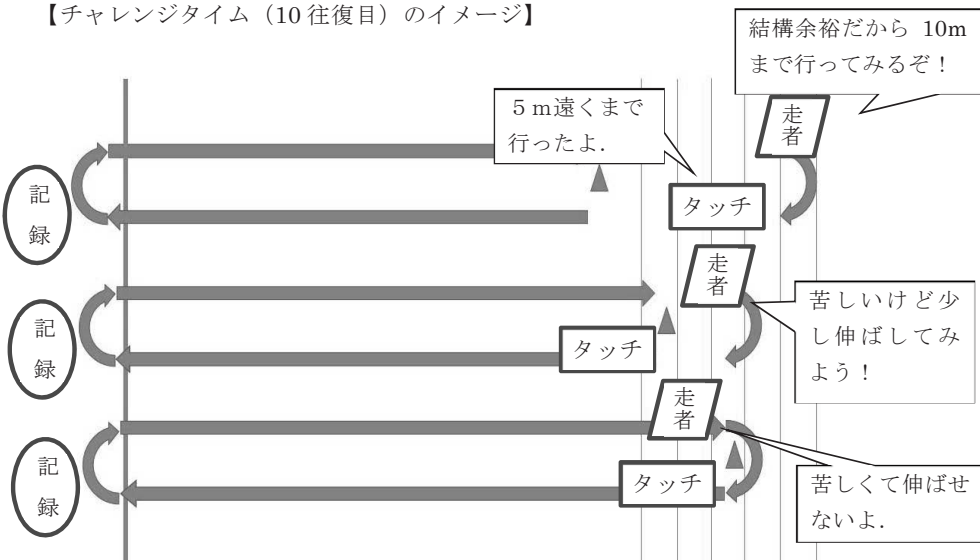 【チャレンジタイム（10 往復目）のイメージ】
結構余裕だから 10m
まで行ってみるぞ！
５ｍ遠くまで
行ったよ．
走
者
記
録
タッチ
走
者
苦しいけど少
し伸ばしてみ
よう！
記
録
タッチ
走
者
記
録
タッチ
苦しくて伸ばせ
ないよ．